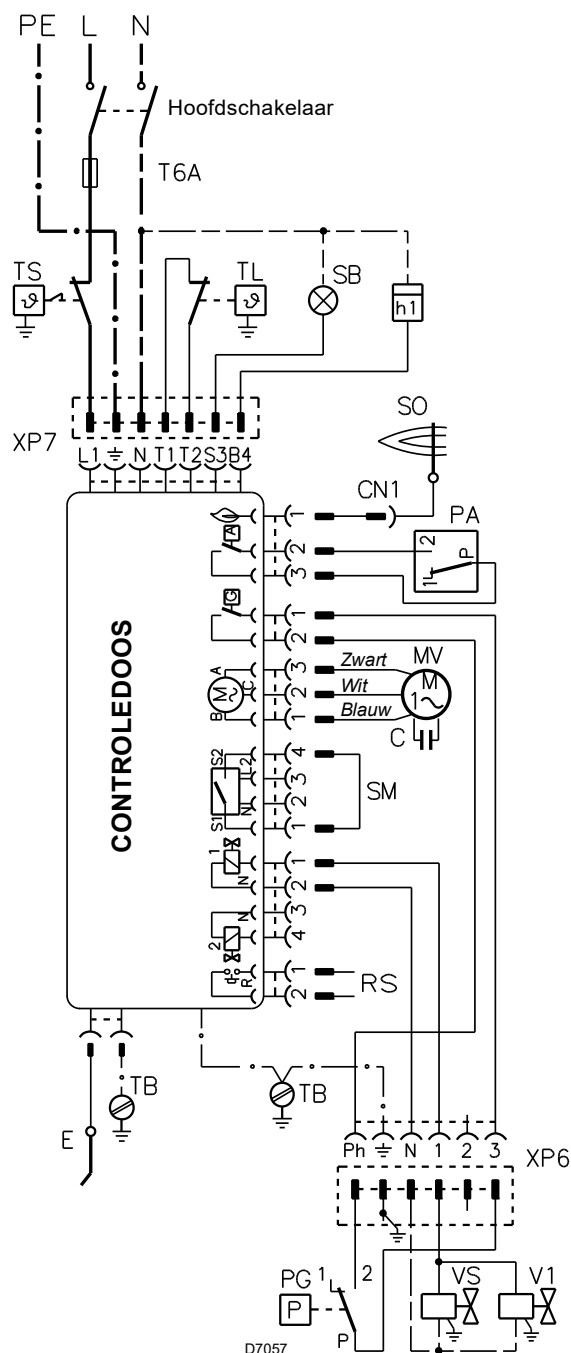 PE L N
Hoofdschakelaar
T6A
TS
TL
SB
h1
XP7
L1 N T1 T2 S3 B4
SO
CN1
PA
CONTROLEDOOS
1
A
2
3
2
1
P
G
1
2
A
M
C
B
3
2
1
Zwart
Wit
Blauw
MV
M
1
C
S2
L2
N
S1
4
3
2
1
SM
1
N
1
2
N
2
3
4
R
1
2
RS
TB
TB
E
Ph N 1 2 3
XP6
PG
P
1
2
P
VS
V1
D7057